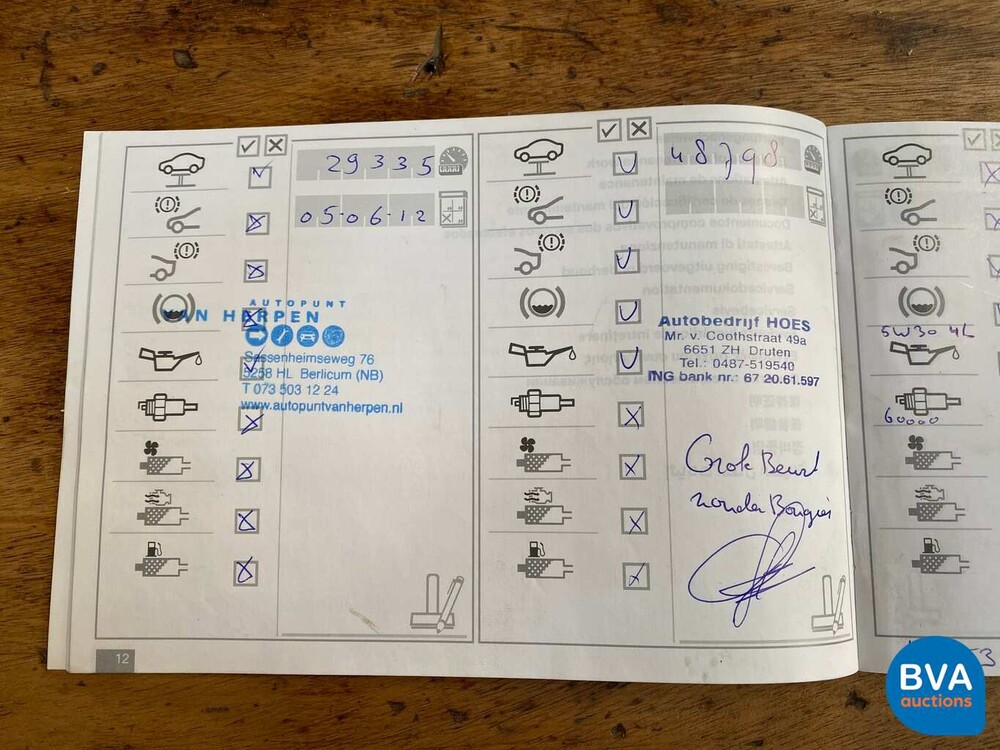 29335
05-06-12
AUTOPUNT
VAN HERPEN
Sassenheimseweg 76
5258 HL Berlicum (NB)
T 073 503 12 24
www.autopuntvanherpen.nl
12
48798
Autobedrijf HOES
Mr. v. Coothstraat 49a
6651 ZH Druten
Tel.: 0487-519540
ING bank nr.: 67 20.61.597
Grote Beurt
zonder Bougies
5W30 4L
60000
BVA
auctions